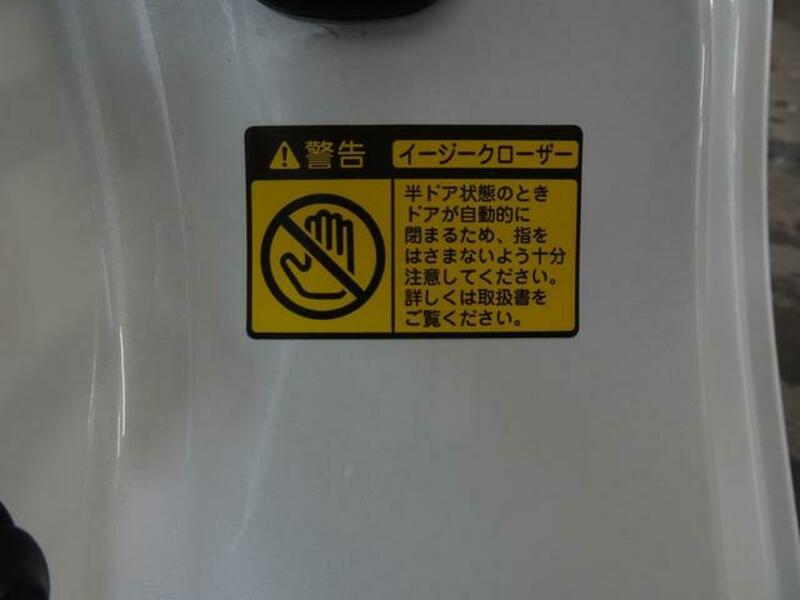 警告 イージークローザー
半ドア状態のとき
ドアが自動的に
閉まるため、指を
はさまないよう十分
注意してください。
詳しくは取扱書を
ご覧ください。